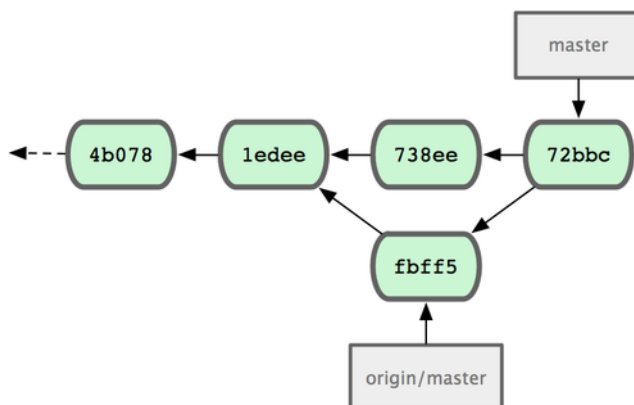 master
4b078
1edee
738ee
72bbc
fbff5
origin/master